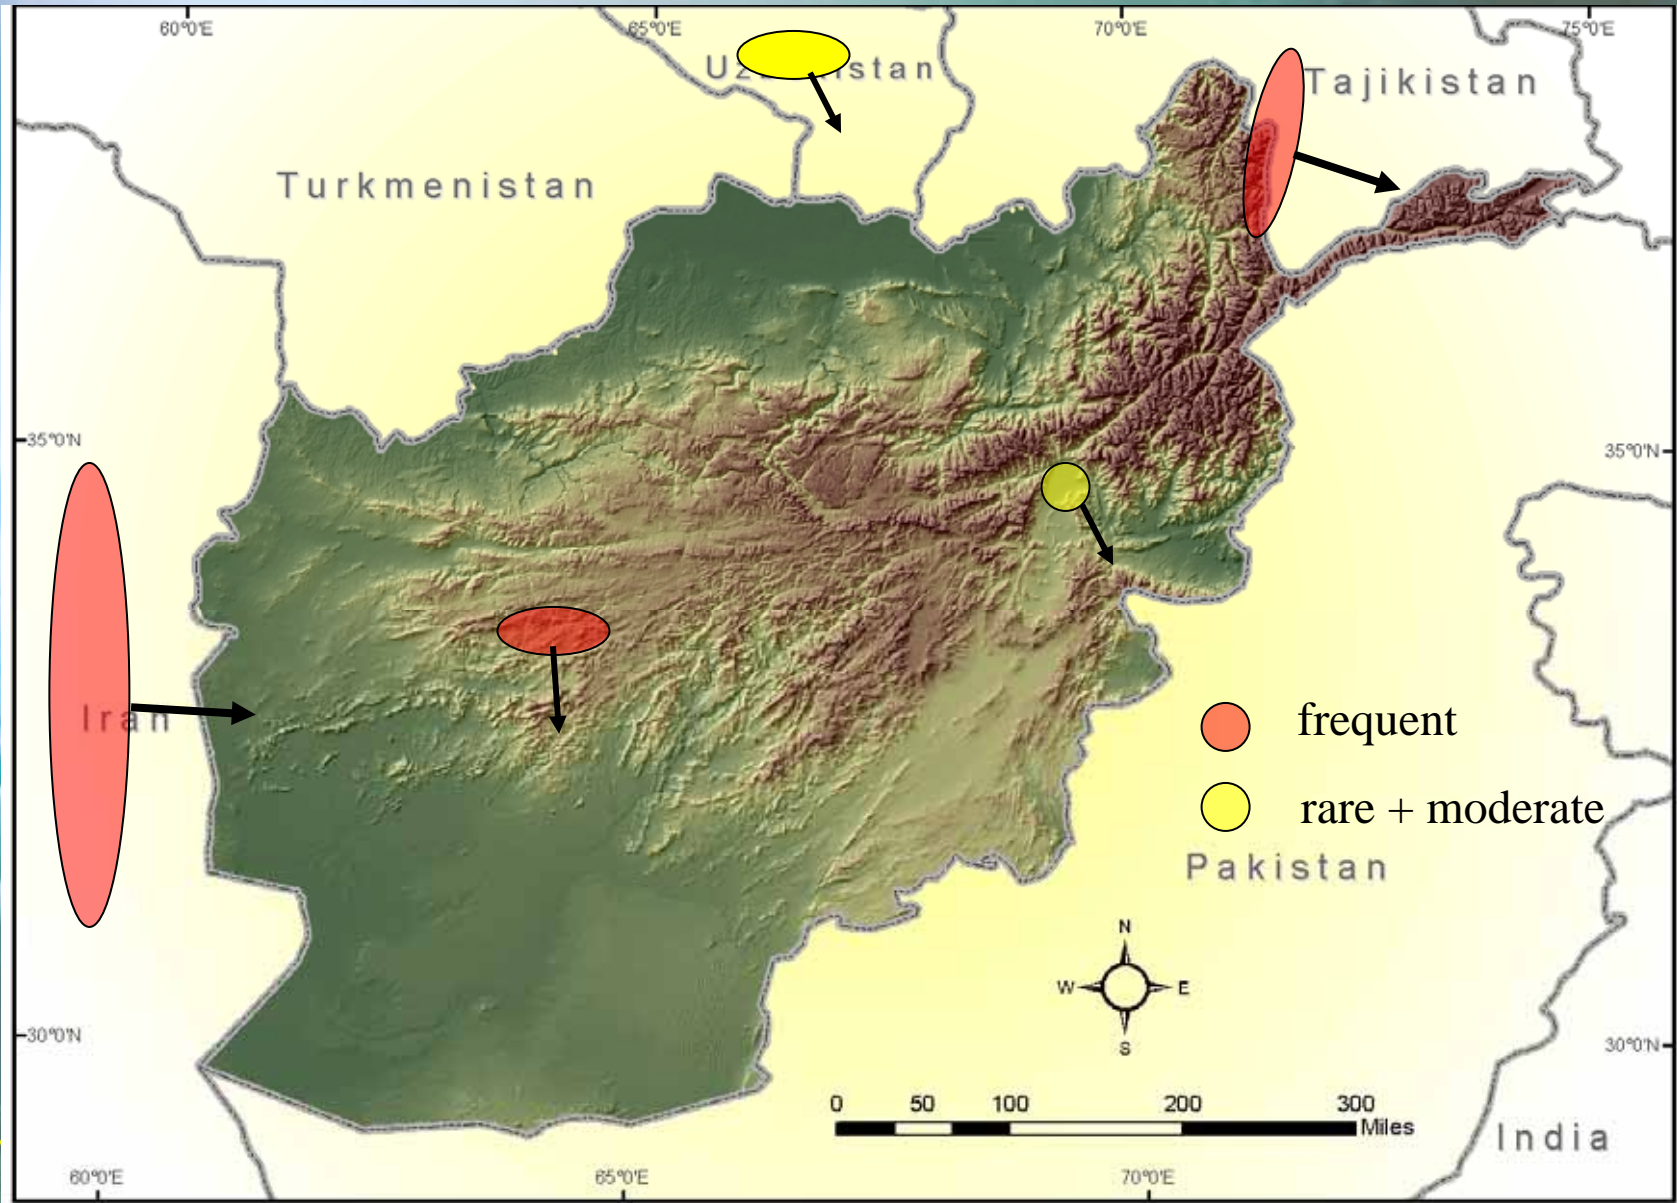 60°0'E
65°0'E
70°0'E
75°0'E
Tajikistan
Turkmenistan
35°0'N
35°0'N
Iran
frequent
rare + moderate
Pakistan
N
W
E
S
30°0'N
30°0'N
0 50 100 200 300
Miles
India
60°0'E
65°0'E
70°0'E